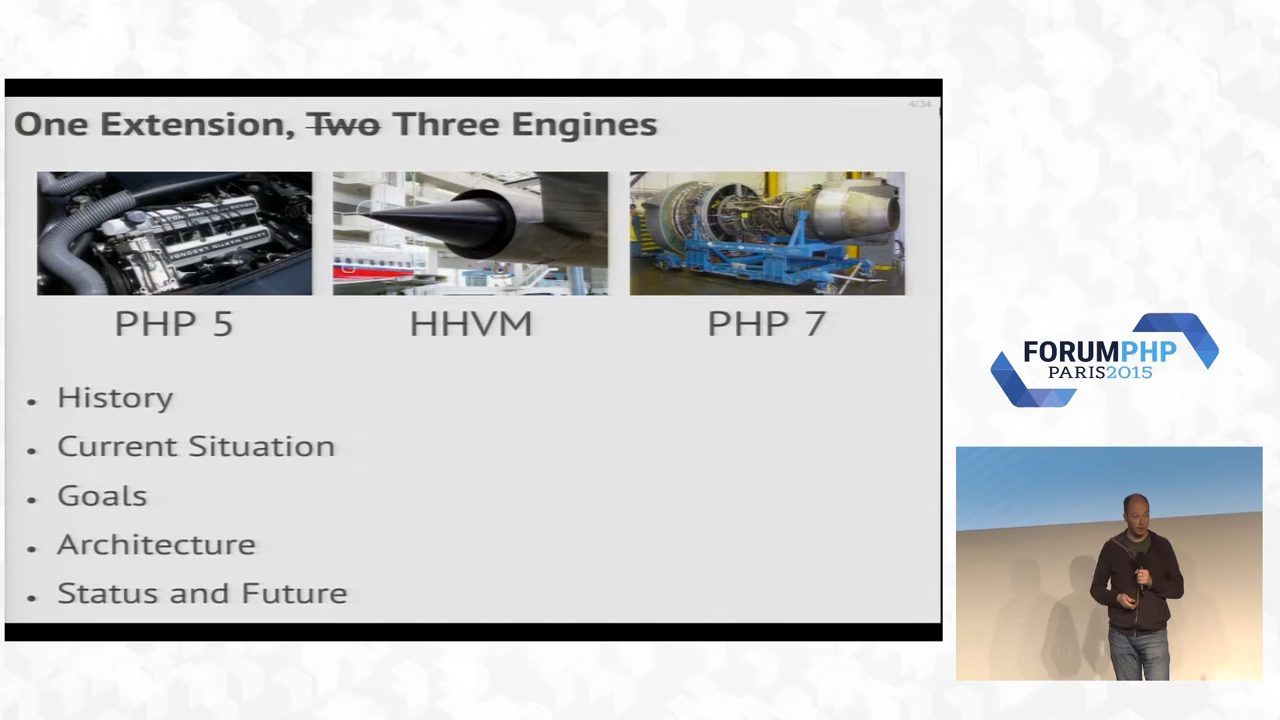 4/34
One Extension, Two Three Engines
PHP 5
HHVM
PHP 7
• History
• Current Situation
• Goals
• Architecture
• Status and Future
FORUMPHP
PARIS2015